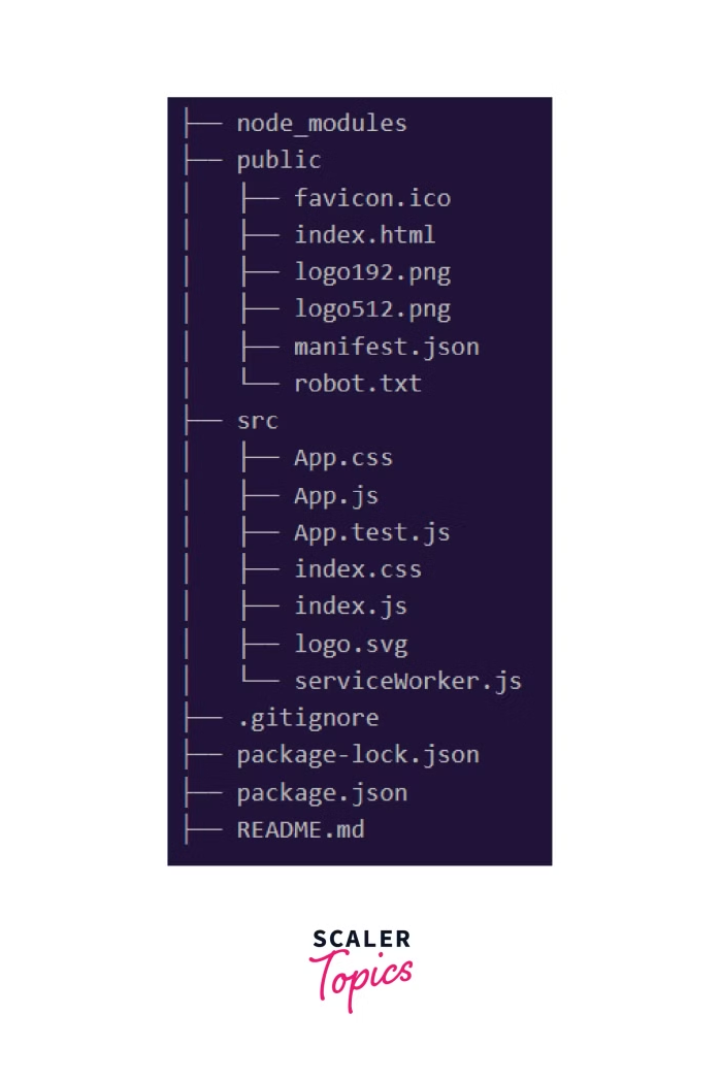 ├── node_modules
├── public
│   ├── favicon.ico
│   ├── index.html
│   ├── logo192.png
│   ├── logo512.png
│   ├── manifest.json
│   └── robot.txt
├── src
│   ├── App.css
│   ├── App.js
│   ├── App.test.js
│   ├── index.css
│   ├── index.js
│   ├── logo.svg
│   └── serviceWorker.js
├── .gitignore
├── package-lock.json
├── package.json
├── README.md
SCALER
Topics